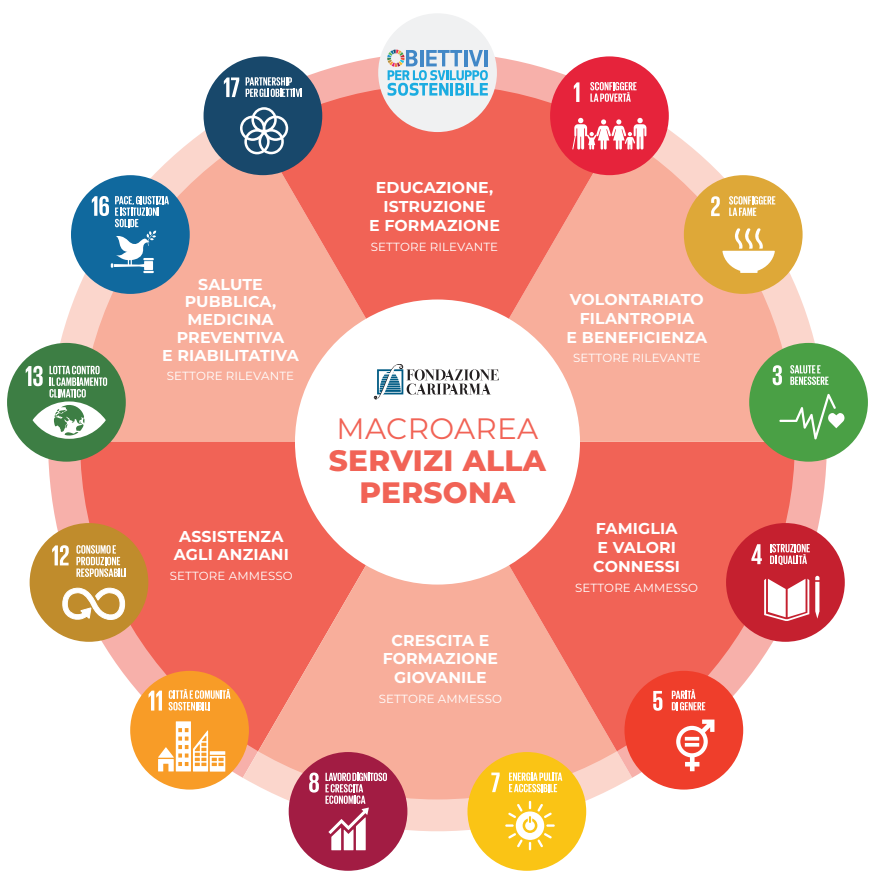 OBIETTIVI
PER LO SVILUPPO
SOSTENIBILE
1 SCONFIGGERE
LA POVERTÀ
2 SCONFIGGERE
LA FAME
3 SALUTE E
BENESSERE
4 ISTRUZIONE
DI QUALITÀ
5 PARITÀ
DI GENERE
7 ENERGIA PULITA
E ACCESSIBILE
8 LAVORO DIGNITOSO
E CRESCITA
ECONOMICA
11 CITTÀ E COMUNITÀ
SOSTENIBILI
12 CONSUMO E
PRODUZIONE
RESPONSABILI
13 LOTTA CONTRO
IL CAMBIAMENTO
CLIMATICO
16 PACE, GIUSTIZIA
E ISTITUZIONI
SOLIDE
17 PARTNERSHIP
PER GLI OBIETTIVI
EDUCAZIONE,
ISTRUZIONE
E FORMAZIONE
SETTORE RILEVANTE
VOLONTARIATO
FILANTROPIA
E BENEFICIENZA
SETTORE RILEVANTE
FAMIGLIA
E VALORI
CONNESSI
SETTORE AMMESSO
CRESCITA E
FORMAZIONE
GIOVANILE
SETTORE AMMESSO
ASSISTENZA
AGLI ANZIANI
SETTORE AMMESSO
SALUTE
PUBBLICA,
MEDICINA
PREVENTIVA
E RIABILITATIVA
SETTORE RILEVANTE
FONDAZIONE
CARIPARMA
MACROAREA
SERVIZI ALLA
PERSONA